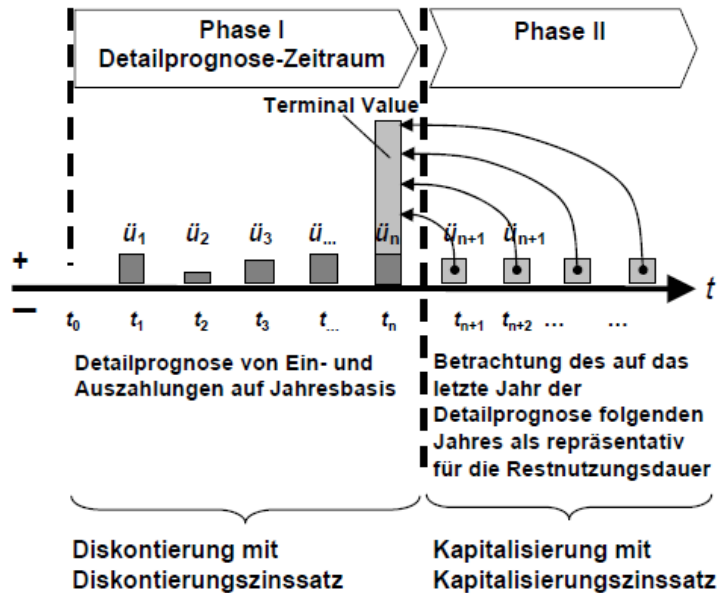 Phase I
Detailprognose-Zeitraum
Phase II
Terminal Value
ü1 ü2 ü3 ü... ün ün+1 ün+1
+
−
t
t0 t1 t2 t3 t... tn tn+1 tn+2 ... ...
Detailprognose von Ein- und
Auszahlungen auf Jahresbasis
Betrachtung des auf das
letzte Jahr der
Detailprognose folgenden
Jahres als repräsentativ
für die Restnutzungsdauer
Diskontierung mit
Diskontierungszinssatz
Kapitalisierung mit
Kapitalisierungszinssatz